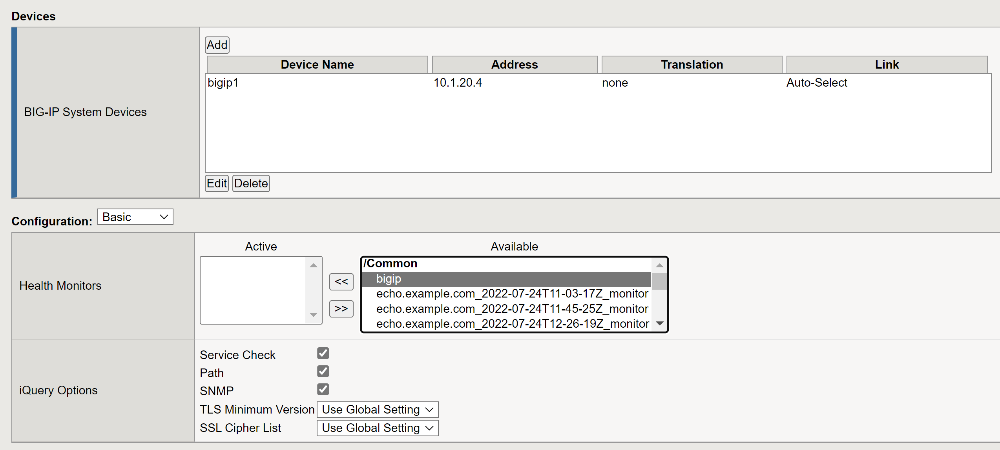 Devices
Add
Device Name Address Translation Link
bigip1 10.1.20.4 none Auto-Select
BIG-IP System Devices
Edit Delete
Configuration: Basic
Active Available
/Common
bigip
<<
echo.example.com_2022-07-24T11-03-17Z_monitor
Health Monitors
>>
echo.example.com_2022-07-24T11-45-25Z_monitor
echo.example.com_2022-07-24T12-26-19Z_monitor
Service Check
Path
iQuery Options
SNMP
TLS Minimum Version Use Global Setting
SSL Cipher List Use Global Setting